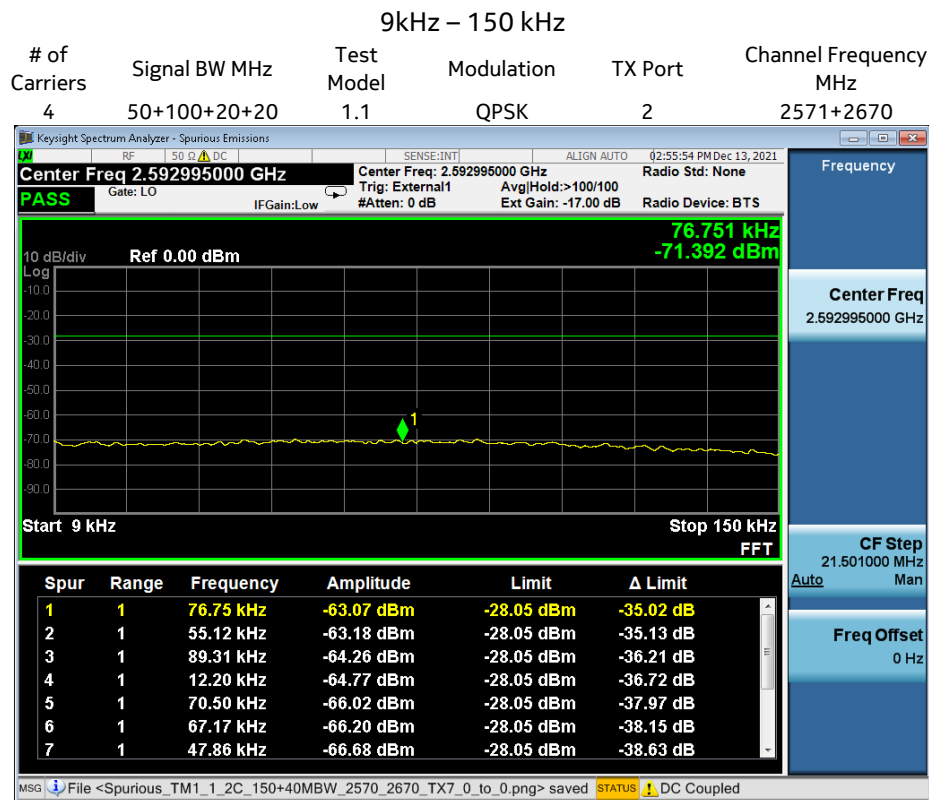 9kHz – 150 kHz
# of Carriers Signal BW MHz Test Model Modulation TX Port Channel Frequency MHz
4 50+100+20+20 1.1 QPSK 2 2571+2670
Keysight Spectrum Analyzer - Spurious Emissions
LXI RF 50 Ω DC SENSE:INT ALIGN AUTO 02:55:54 PM Dec 13, 2021
Center Freq 2.592995000 GHz Center Freq: 2.592995000 GHz Radio Std: None
Gate: LO Trig: External1 Avg|Hold:>100/100
PASS IFGain:Low #Atten: 0 dB Ext Gain: -17.00 dB Radio Device: BTS
Frequency
76.751 kHz
-71.392 dBm
10 dB/div Ref 0.00 dBm
Log
-10.0
-20.0
-30.0
-40.0
-50.0
-60.0
-70.0
-80.0
-90.0
1
Start 9 kHz Stop 150 kHz
FFT
Center Freq
2.592995000 GHz
CF Step
21.501000 MHz
Auto Man
Freq Offset
0 Hz
Spur Range Frequency Amplitude Limit Δ Limit
1 1 76.75 kHz -63.07 dBm -28.05 dBm -35.02 dB
2 1 55.12 kHz -63.18 dBm -28.05 dBm -35.13 dB
3 1 89.31 kHz -64.26 dBm -28.05 dBm -36.21 dB
4 1 12.20 kHz -64.77 dBm -28.05 dBm -36.72 dB
5 1 70.50 kHz -66.02 dBm -28.05 dBm -37.97 dB
6 1 67.17 kHz -66.20 dBm -28.05 dBm -38.15 dB
7 1 47.86 kHz -66.68 dBm -28.05 dBm -38.63 dB
MSG File <Spurious_TM1_1_2C_150+40MBW_2570_2670_TX7_0_to_0.png> saved STATUS DC Coupled